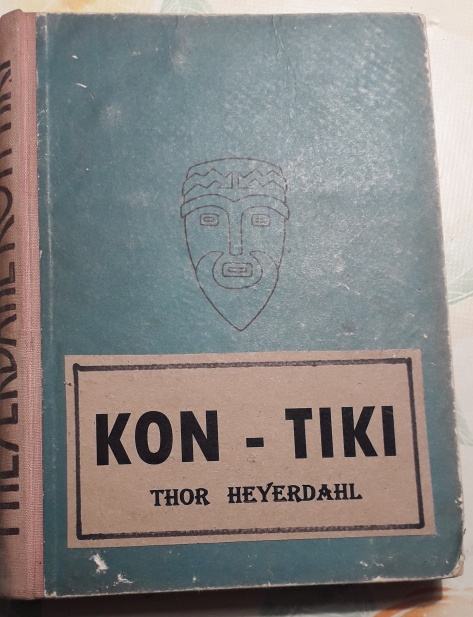 KON - TIKI
THOR HEYERDAHL
HEYERDAHL KON-TIKI